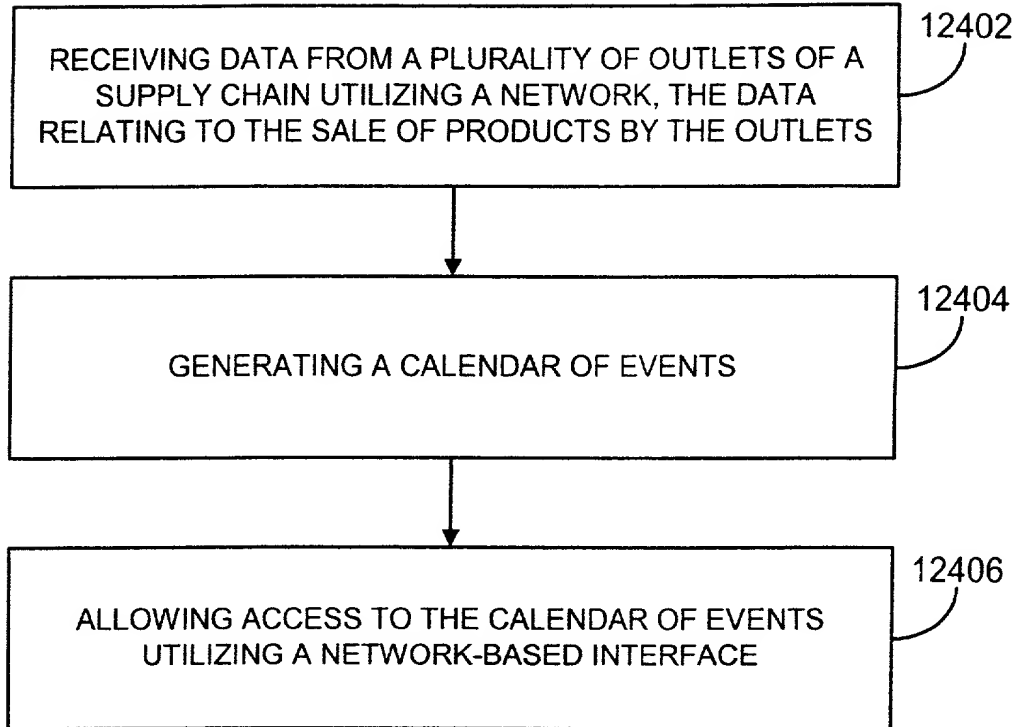 12402
RECEIVING DATA FROM A PLURALITY OF OUTLETS OF A
SUPPLY CHAIN UTILIZING A NETWORK, THE DATA
RELATING TO THE SALE OF PRODUCTS BY THE OUTLETS
12404
GENERATING A CALENDAR OF EVENTS
12406
ALLOWING ACCESS TO THE CALENDAR OF EVENTS
UTILIZING A NETWORK-BASED INTERFACE